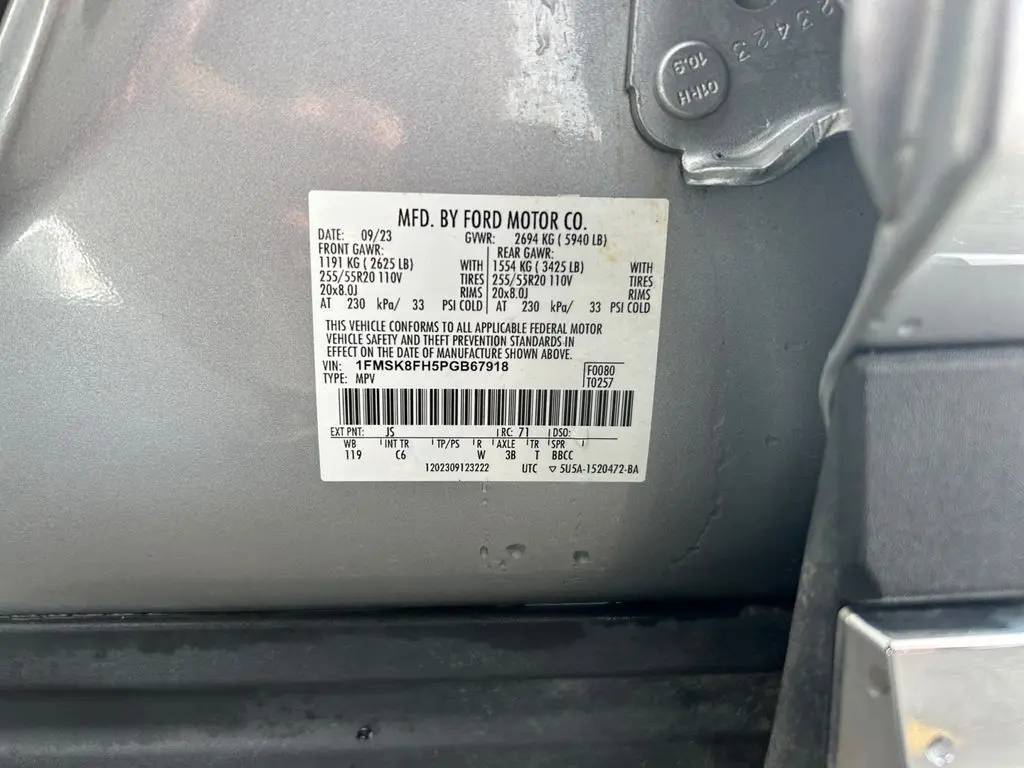 23423
10.9
01RH
MFD. BY FORD MOTOR CO.
DATE: 09/23 GVWR: 2694 KG ( 5940 LB)
FRONT GAWR: REAR GAWR:
1191 KG ( 2625 LB) WITH 1554 KG ( 3425 LB) WITH
255/55R20 110V TIRES 255/55R20 110V TIRES
20x8.0J RIMS 20x8.0J RIMS
AT 230 kPa/ 33 PSI COLD AT 230 kPa/ 33 PSI COLD
THIS VEHICLE CONFORMS TO ALL APPLICABLE FEDERAL MOTOR
VEHICLE SAFETY AND THEFT PREVENTION STANDARDS IN
EFFECT ON THE DATE OF MANUFACTURE SHOWN ABOVE.
VIN: 1FMSK8FH5PGB67918 F0080
TYPE: MPV T0257
EXT PNT: JS RC: 71 DSO:
WB INT TR TP/PS R AXLE TR SPR
119 C6 W 3B T BBCC
1202309123222 UTC ▽ 5U5A-1520472-BA